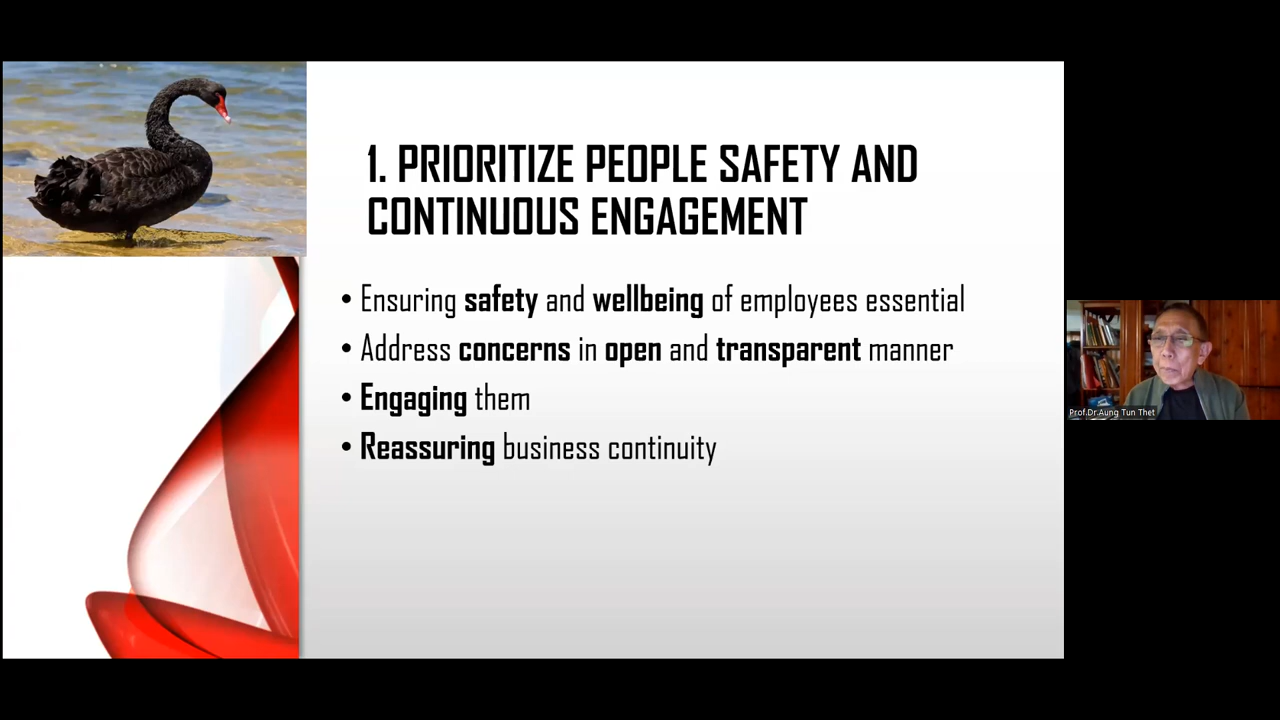 1. PRIORITIZE PEOPLE SAFETY AND
CONTINUOUS ENGAGEMENT
• Ensuring safety and wellbeing of employees essential
• Address concerns in open and transparent manner
• Engaging them
• Reassuring business continuity
Prof.Dr.Aung Tun Thet